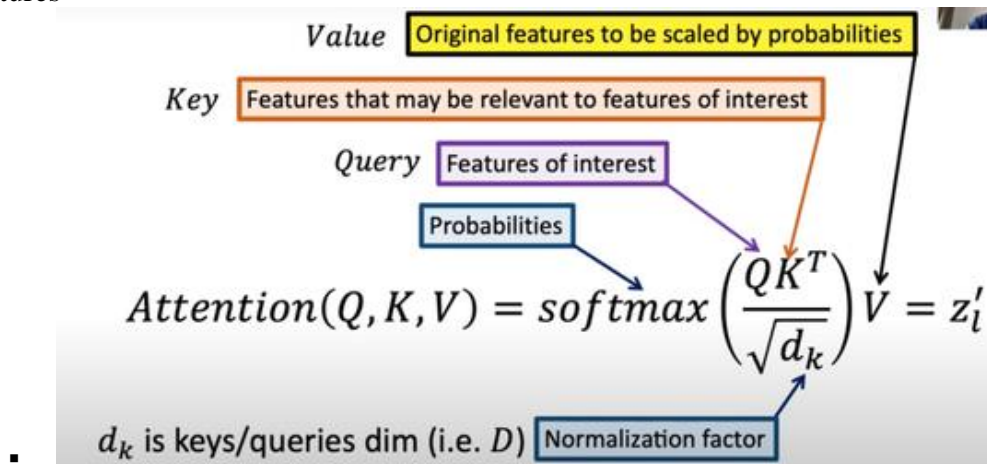 Value Original features to be scaled by probabilities
Key Features that may be relevant to features of interest
Query Features of interest
Probabilities
Attention(Q, K, V) = softmax(QK^T / √d_k) V = z'_l
d_k is keys/queries dim (i.e. D) Normalization factor